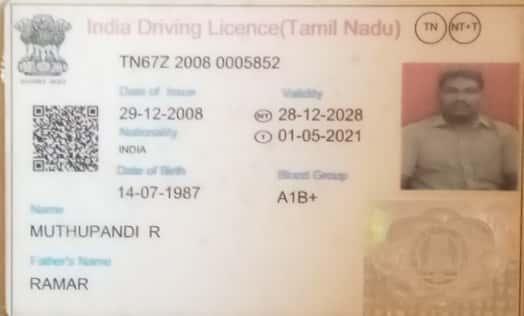 India Driving Licence(Tamil Nadu) TN NT+T
TN67Z 2008 0005852
Date of Issue Validity
29-12-2008 NT 28-12-2028
Nationality T 01-05-2021
INDIA
Date of Birth Blood Group
14-07-1987 A1B+
Name
MUTHUPANDI R
Father's Name
RAMAR